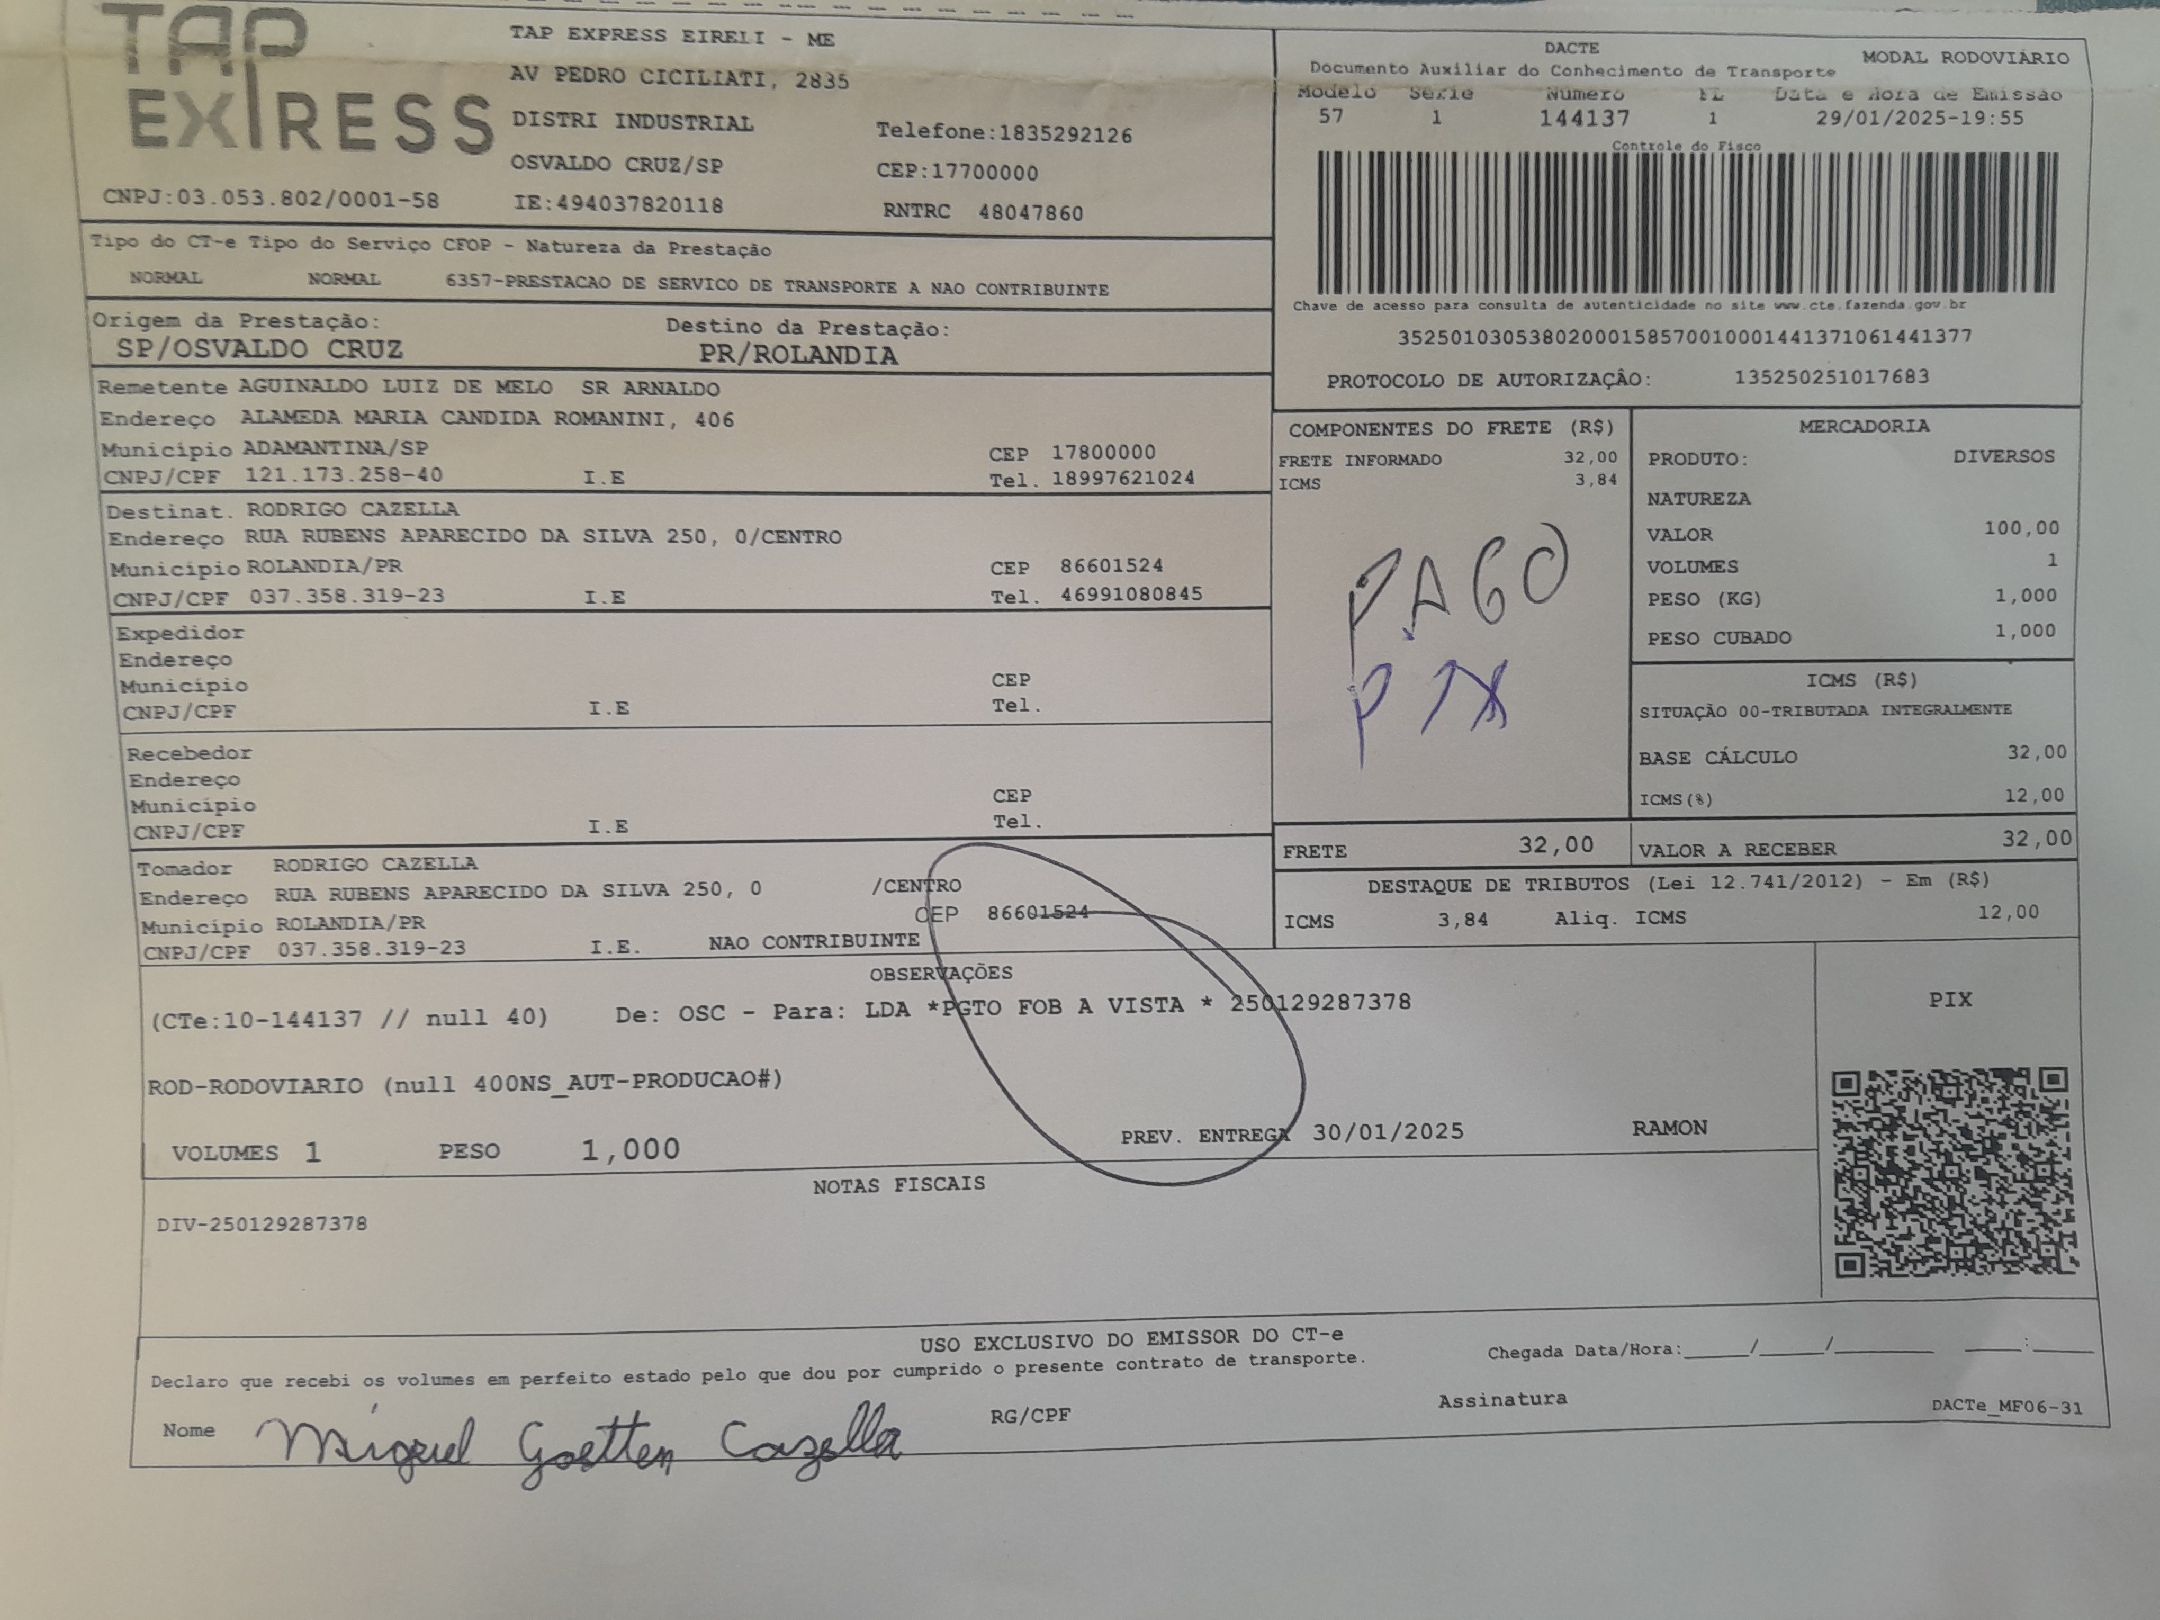 TAP
EXPRESS
CNPJ:03.053.802/0001-58
TAP EXPRESS EIRELI - ME
AV PEDRO CICILIATI, 2835
DISTRI INDUSTRIAL
Telefone:1835292126
OSVALDO CRUZ/SP
CEP:17700000
IE:494037820118
RNTRC 48047860
DACTE
MODAL RODOVIÁRIO
Documento Auxiliar do Conhecimento de Transporte
Modelo Série Número FL Data e Hora de Emissão
57 1 144137 1 29/01/2025-19:55
Controle do Fisco
Chave de acesso para consulta de autenticidade no site www.cte.fazenda.gov.br
35250103053802000158570010001441371061441377
PROTOCOLO DE AUTORIZAÇÂO: 135250251017683
Tipo do CT-e Tipo do Serviço CFOP - Natureza da Prestação
NORMAL NORMAL 6357-PRESTACAO DE SERVICO DE TRANSPORTE A NAO CONTRIBUINTE
Origem da Prestação: Destino da Prestação:
SP/OSVALDO CRUZ PR/ROLANDIA
Remetente AGUINALDO LUIZ DE MELO SR ARNALDO
Endereço ALAMEDA MARIA CANDIDA ROMANINI, 406
Município ADAMANTINA/SP CEP 17800000
CNPJ/CPF 121.173.258-40 I.E Tel. 18997621024
Destinat. RODRIGO CAZELLA
Endereço RUA RUBENS APARECIDO DA SILVA 250, 0/CENTRO
Município ROLANDIA/PR CEP 86601524
CNPJ/CPF 037.358.319-23 I.E Tel. 46991080845
Expedidor
Endereço
Município CEP
CNPJ/CPF I.E Tel.
Recebedor
Endereço
Município CEP
CNPJ/CPF I.E Tel.
Tomador RODRIGO CAZELLA
Endereço RUA RUBENS APARECIDO DA SILVA 250, 0 /CENTRO
Município ROLANDIA/PR CEP 86601524
CNPJ/CPF 037.358.319-23 I.E. NAO CONTRIBUINTE
COMPONENTES DO FRETE (R$)
FRETE INFORMADO 32,00
ICMS 3,84
PAGO
PIX
MERCADORIA
PRODUTO: DIVERSOS
NATUREZA
VALOR 100,00
VOLUMES 1
PESO (KG) 1,000
PESO CUBADO 1,000
ICMS (R$)
SITUAÇÃO 00-TRIBUTADA INTEGRALMENTE
BASE CÁLCULO 32,00
ICMS(%) 12,00
FRETE 32,00 VALOR A RECEBER 32,00
DESTAQUE DE TRIBUTOS (Lei 12.741/2012) - Em (R$)
ICMS 3,84 Aliq. ICMS 12,00
OBSERVAÇÕES
(CTe:10-144137 // null 40) De: OSC - Para: LDA *PGTO FOB A VISTA * 250129287378
ROD-RODOVIARIO (null 400NS_AUT-PRODUCAO#)
VOLUMES 1 PESO 1,000 PREV. ENTREGA 30/01/2025 RAMON
PIX
NOTAS FISCAIS
DIV-250129287378
USO EXCLUSIVO DO EMISSOR DO CT-e
Declaro que recebi os volumes em perfeito estado pelo que dou por cumprido o presente contrato de transporte.
Chegada Data/Hora:_____/_____/_________ _____:_____
Nome Miguel Goetten Cazella RG/CPF Assinatura DACTe_MF06-31